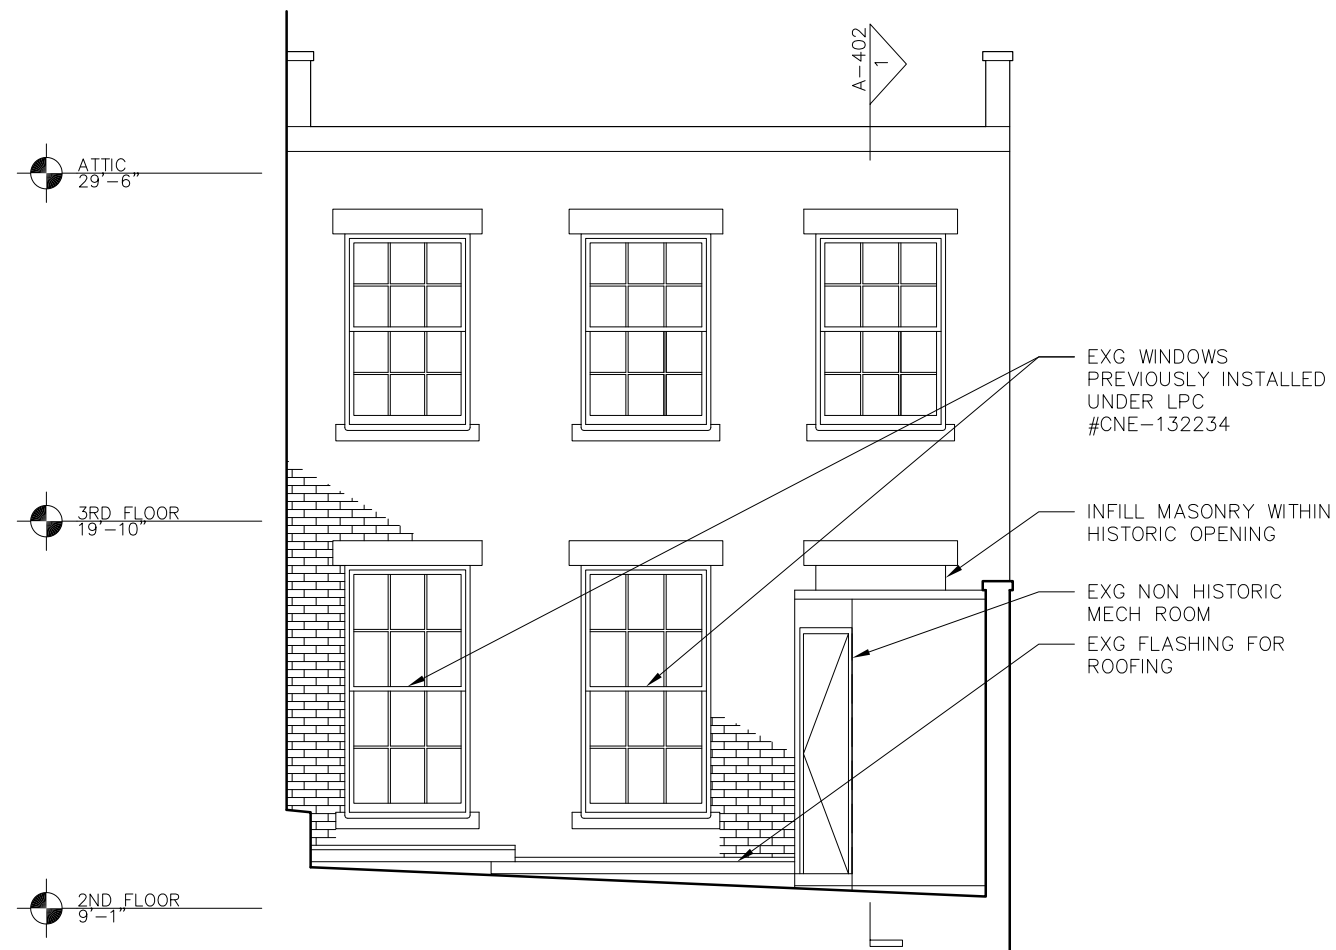 A-402
1
ATTIC
29'-6"
EXG WINDOWS
PREVIOUSLY INSTALLED
UNDER LPC
#CNE-132234
3RD FLOOR
19'-10"
INFILL MASONRY WITHIN
HISTORIC OPENING
EXG NON HISTORIC
MECH ROOM
EXG FLASHING FOR
ROOFING
2ND FLOOR
9'-1"